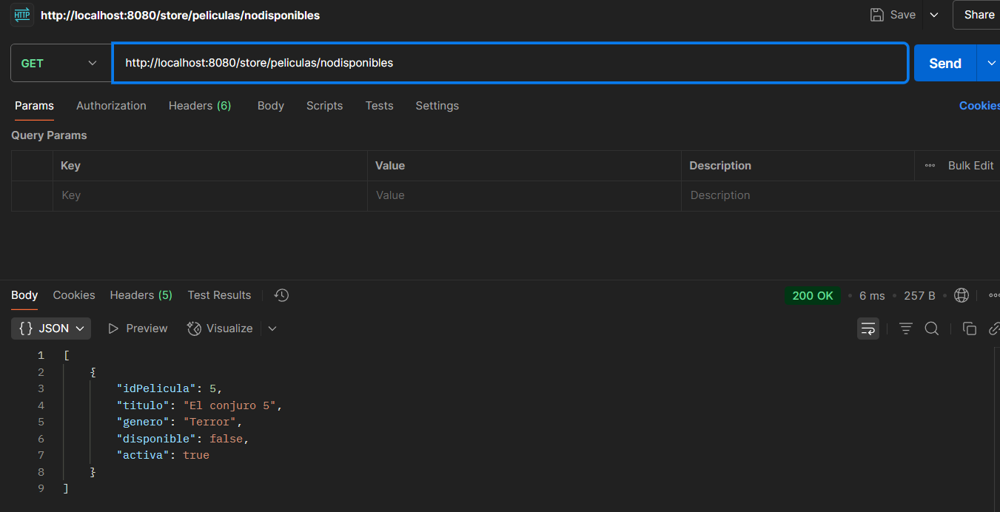 HTTP http://localhost:8080/store/peliculas/nodisponibles Save Share
GET http://localhost:8080/store/peliculas/nodisponibles Send
Params Authorization Headers (6) Body Scripts Tests Settings Cookies
Query Params
Key Value Description Bulk Edit
Key Value Description
Body Cookies Headers (5) Test Results 200 OK • 6 ms • 257 B •
{} JSON Preview Visualize
1 [
2 {
3 "idPelicula": 5,
4 "titulo": "El conjuro 5",
5 "genero": "Terror",
6 "disponible": false,
7 "activa": true
8 }
9 ]